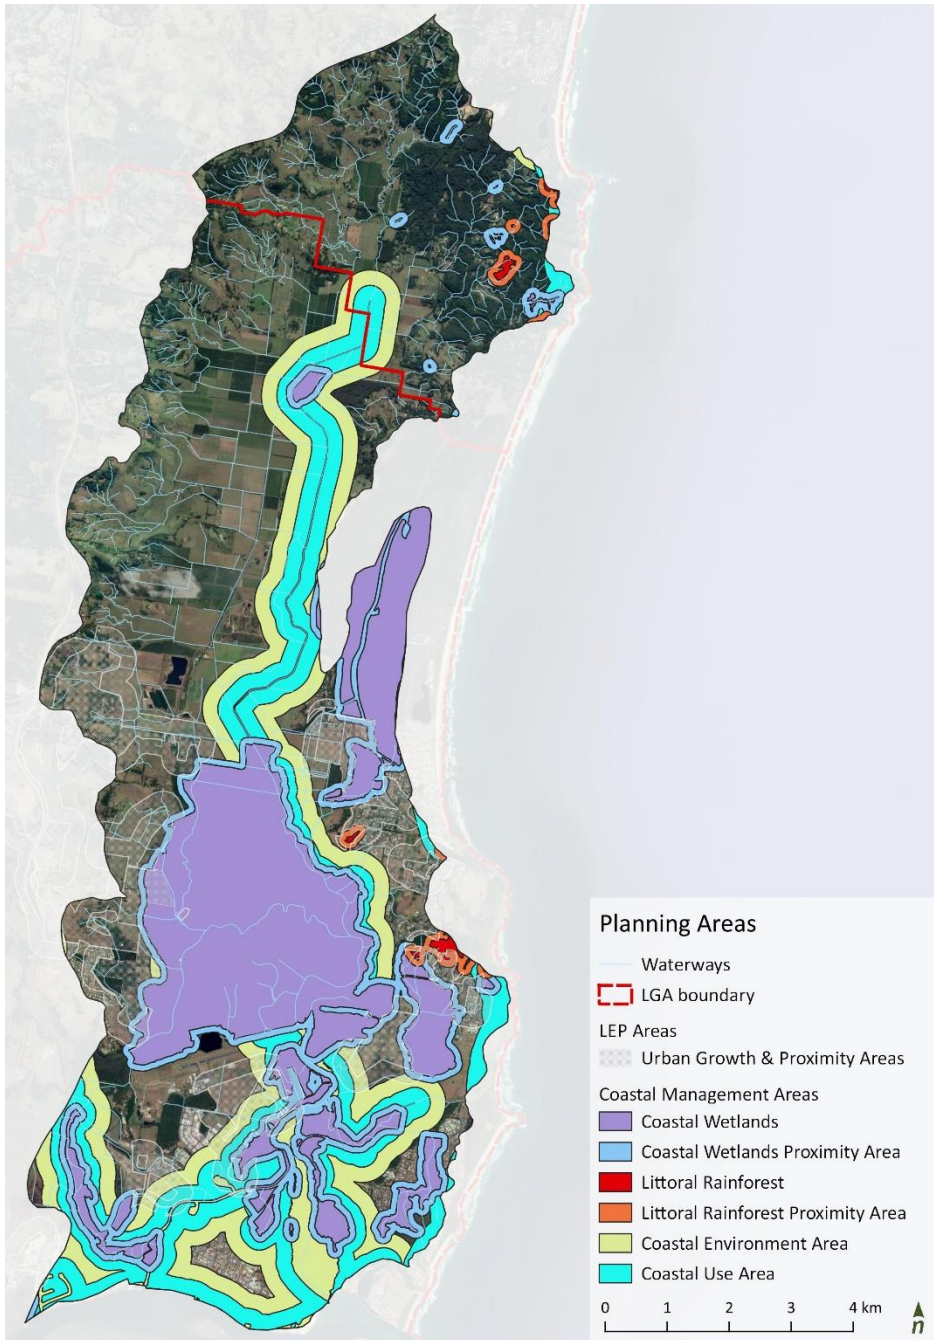 Planning Areas
Waterways
LGA boundary
LEP Areas
Urban Growth & Proximity Areas
Coastal Management Areas
Coastal Wetlands
Coastal Wetlands Proximity Area
Littoral Rainforest
Littoral Rainforest Proximity Area
Coastal Environment Area
Coastal Use Area
0 1 2 3 4 km
n